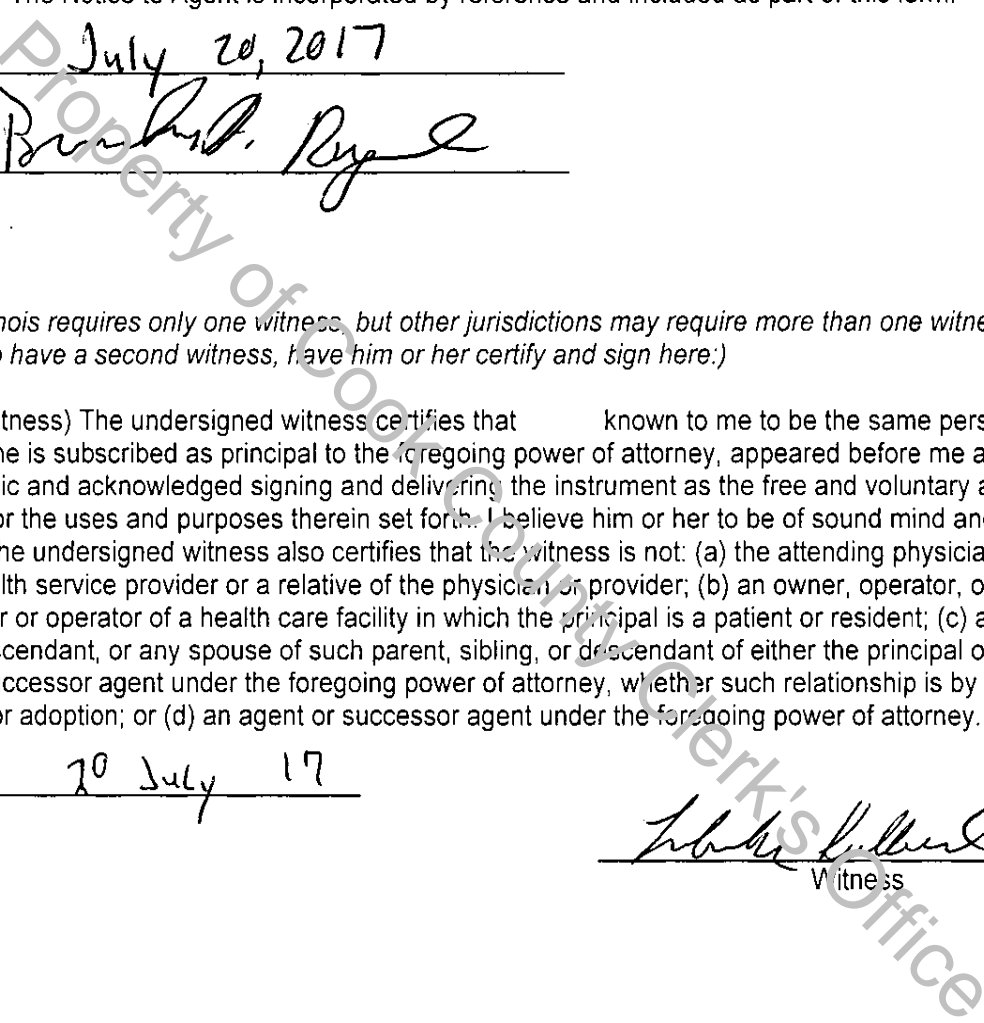 The Notice to Agent is incorporated by reference and included as part of this form.
July 20, 2017
nois requires only one witness, but other jurisdictions may require more than one witne
o have a second witness, have him or her certify and sign here:)
tness) The undersigned witness certifies that known to me to be the same pers
ne is subscribed as principal to the foregoing power of attorney, appeared before me a
ic and acknowledged signing and delivering the instrument as the free and voluntary a
or the uses and purposes therein set forth. I believe him or her to be of sound mind an
ne undersigned witness also certifies that the witness is not: (a) the attending physicia
lth service provider or a relative of the physician or provider; (b) an owner, operator, o
r or operator of a health care facility in which the principal is a patient or resident; (c) a
scendant, or any spouse of such parent, sibling, or descendant of either the principal o
ccessor agent under the foregoing power of attorney, whether such relationship is by
or adoption; or (d) an agent or successor agent under the foregoing power of attorney.
20 July 17
Witness
Property of Cook County Clerk's Office